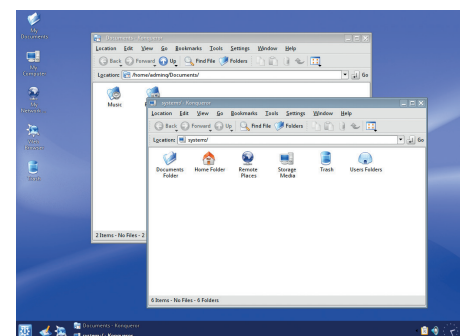 My
Documents
My
Computer
My
Network
Web
Browser
Trash
Documents - Konqueror
Location Edit View Go Bookmarks Tools Settings Window Help
Back Forward Up Find File Folders
Location: /home/adminq/Documents/ Go
Music
2 Items - No Files - 2
system:/ - Konqueror
Location Edit View Go Bookmarks Tools Settings Window Help
Back Forward Up Find File Folders
Location: system:/ Go
Documents Folder Home Folder Remote Places Storage Media Trash Users Folders
6 Items - No Files - 6 Folders
Documents - Konqueror
system:/ - Konqueror